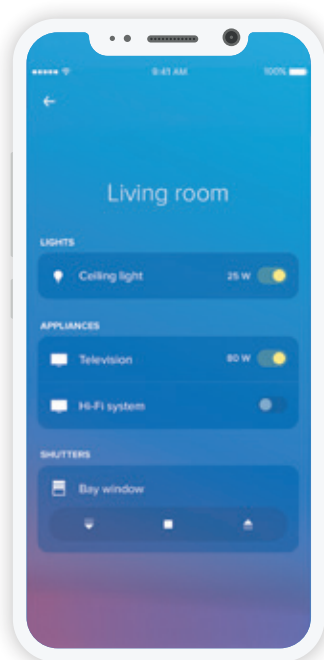 9:41 AM 100%
Living room
LIGHTS
Ceiling light 25 W
APPLIANCES
Television 80 W
Hi-Fi system
SHUTTERS
Bay window